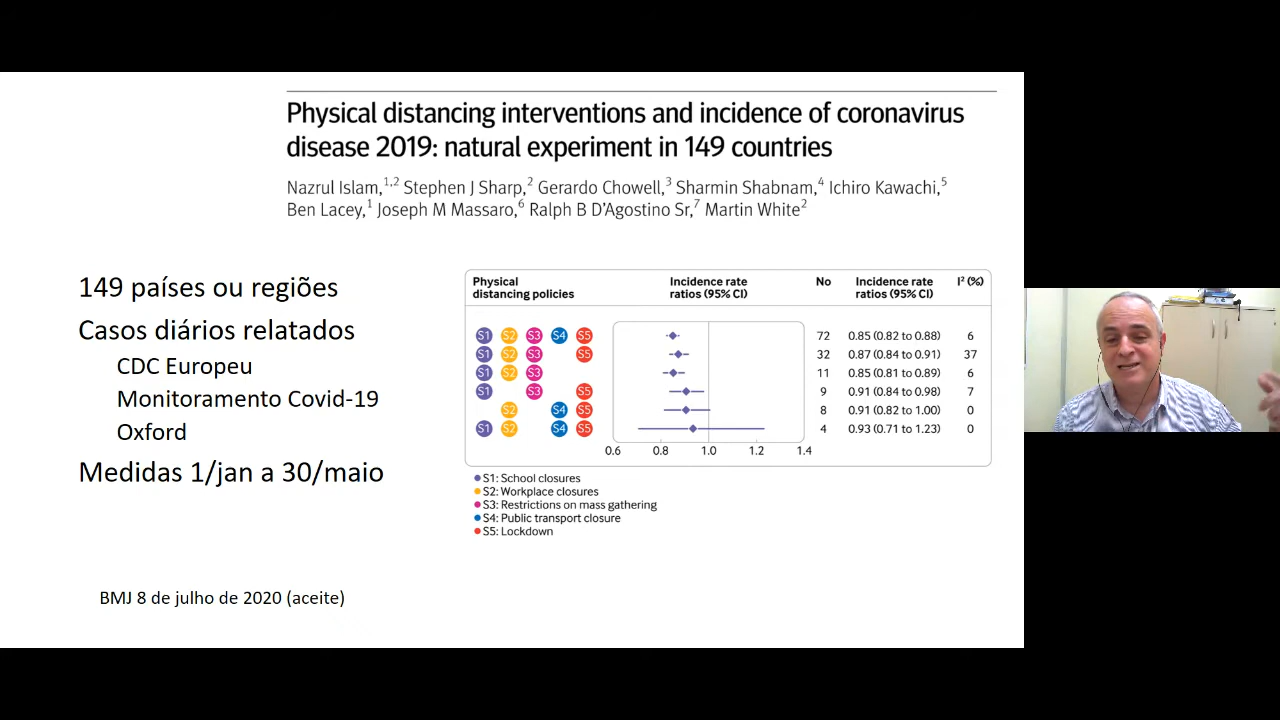 Physical distancing interventions and incidence of coronavirus
disease 2019: natural experiment in 149 countries
Nazrul Islam,1,2 Stephen J Sharp,2 Gerardo Chowell,3 Sharmin Shabnam,4 Ichiro Kawachi,5
Ben Lacey,1 Joseph M Massaro,6 Ralph B D’Agostino Sr,7 Martin White2
149 países ou regiões
Casos diários relatados
CDC Europeu
Monitoramento Covid-19
Oxford
Medidas 1/jan a 30/maio
BMJ 8 de julho de 2020 (aceite)
Physical distancing policies
Incidence rate ratios (95% CI)
No
Incidence rate ratios (95% CI)
I² (%)
S1 S2 S3 S4 S5 72 0.85 (0.82 to 0.88) 6
S1 S2 S3 S5 32 0.87 (0.84 to 0.91) 37
S1 S2 S3 11 0.85 (0.81 to 0.89) 6
S1 S3 S5 9 0.91 (0.84 to 0.98) 7
S2 S4 S5 8 0.91 (0.82 to 1.00) 0
S1 S2 S4 S5 4 0.93 (0.71 to 1.23) 0
0.6 0.8 1.0 1.2 1.4
S1: School closures
S2: Workplace closures
S3: Restrictions on mass gathering
S4: Public transport closure
S5: Lockdown